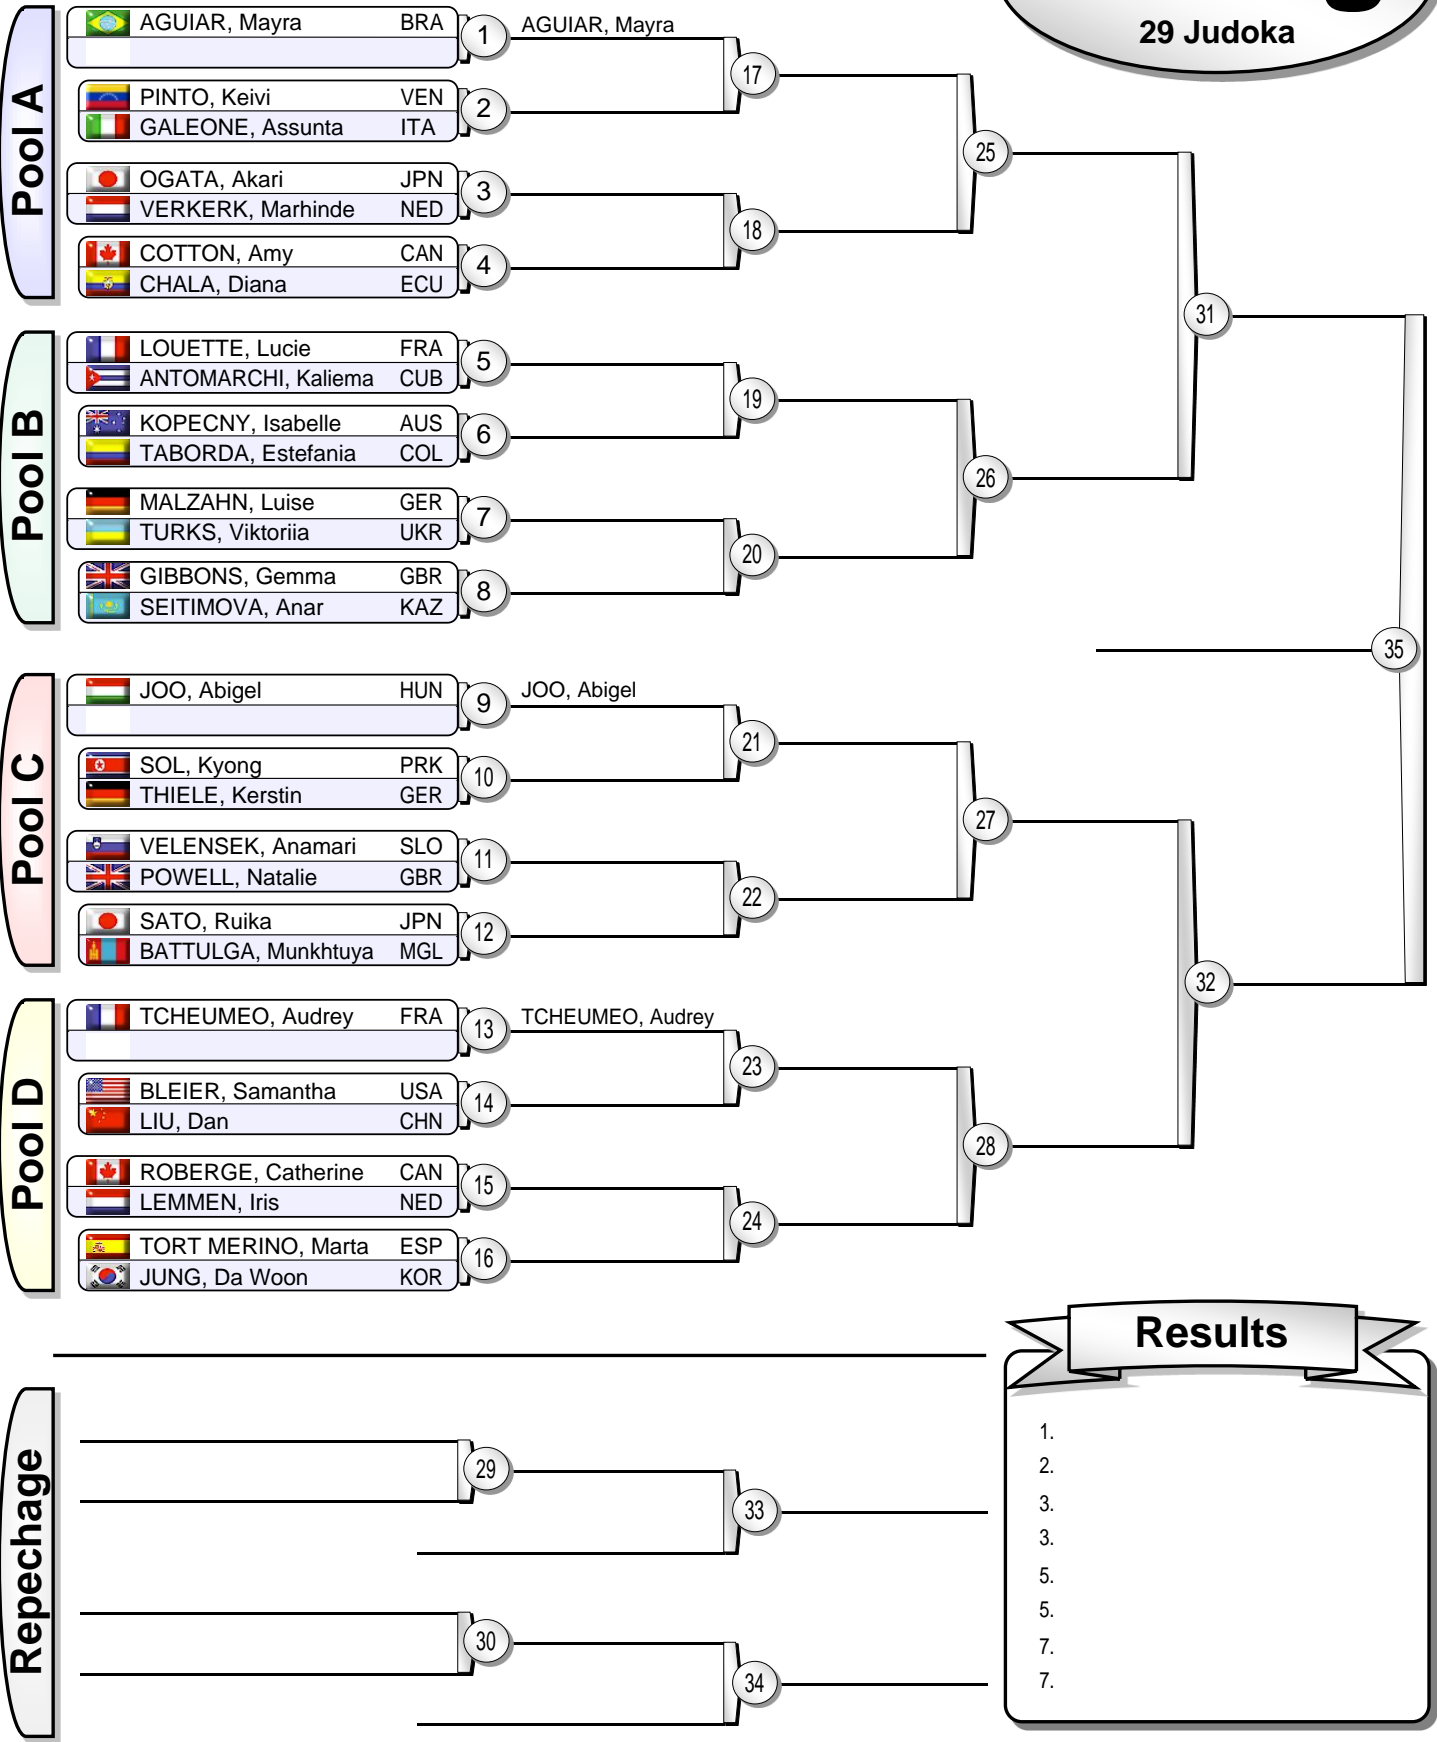 29 Judoka
Pool A
AGUIAR, Mayra BRA
1
AGUIAR, Mayra
PINTO, Keivi VEN
GALEONE, Assunta ITA
2
17
OGATA, Akari JPN
VERKERK, Marhinde NED
3
COTTON, Amy CAN
CHALA, Diana ECU
4
18
25
Pool B
LOUETTE, Lucie FRA
ANTOMARCHI, Kaliema CUB
5
KOPECNY, Isabelle AUS
TABORDA, Estefania COL
6
19
MALZAHN, Luise GER
TURKS, Viktoriia UKR
7
GIBBONS, Gemma GBR
SEITIMOVA, Anar KAZ
8
20
26
31
35
Pool C
JOO, Abigel HUN
9
JOO, Abigel
SOL, Kyong PRK
THIELE, Kerstin GER
10
21
VELENSEK, Anamari SLO
POWELL, Natalie GBR
11
SATO, Ruika JPN
BATTULGA, Munkhtuya MGL
12
22
27
Pool D
TCHEUMEO, Audrey FRA
13
TCHEUMEO, Audrey
BLEIER, Samantha USA
LIU, Dan CHN
14
23
ROBERGE, Catherine CAN
LEMMEN, Iris NED
15
TORT MERINO, Marta ESP
JUNG, Da Woon KOR
16
24
28
32
Repechage
29
33
30
34
Results
1.
2.
3.
3.
5.
5.
7.
7.